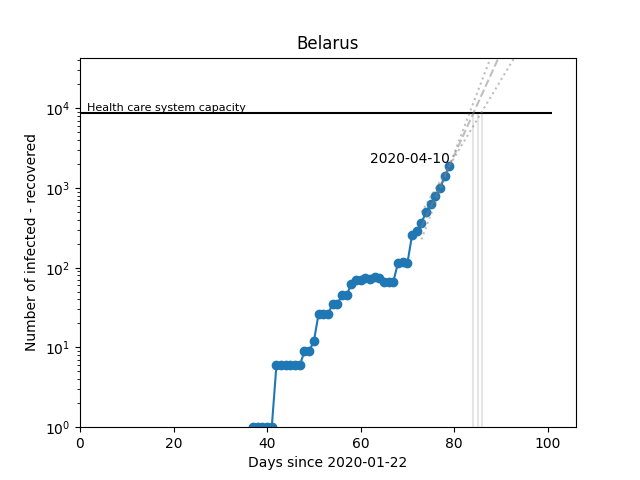 Belarus
Number of infected - recovered
10^4
10^3
10^2
10^1
10^0
Health care system capacity
2020-04-10
0 20 40 60 80 100
Days since 2020-01-22